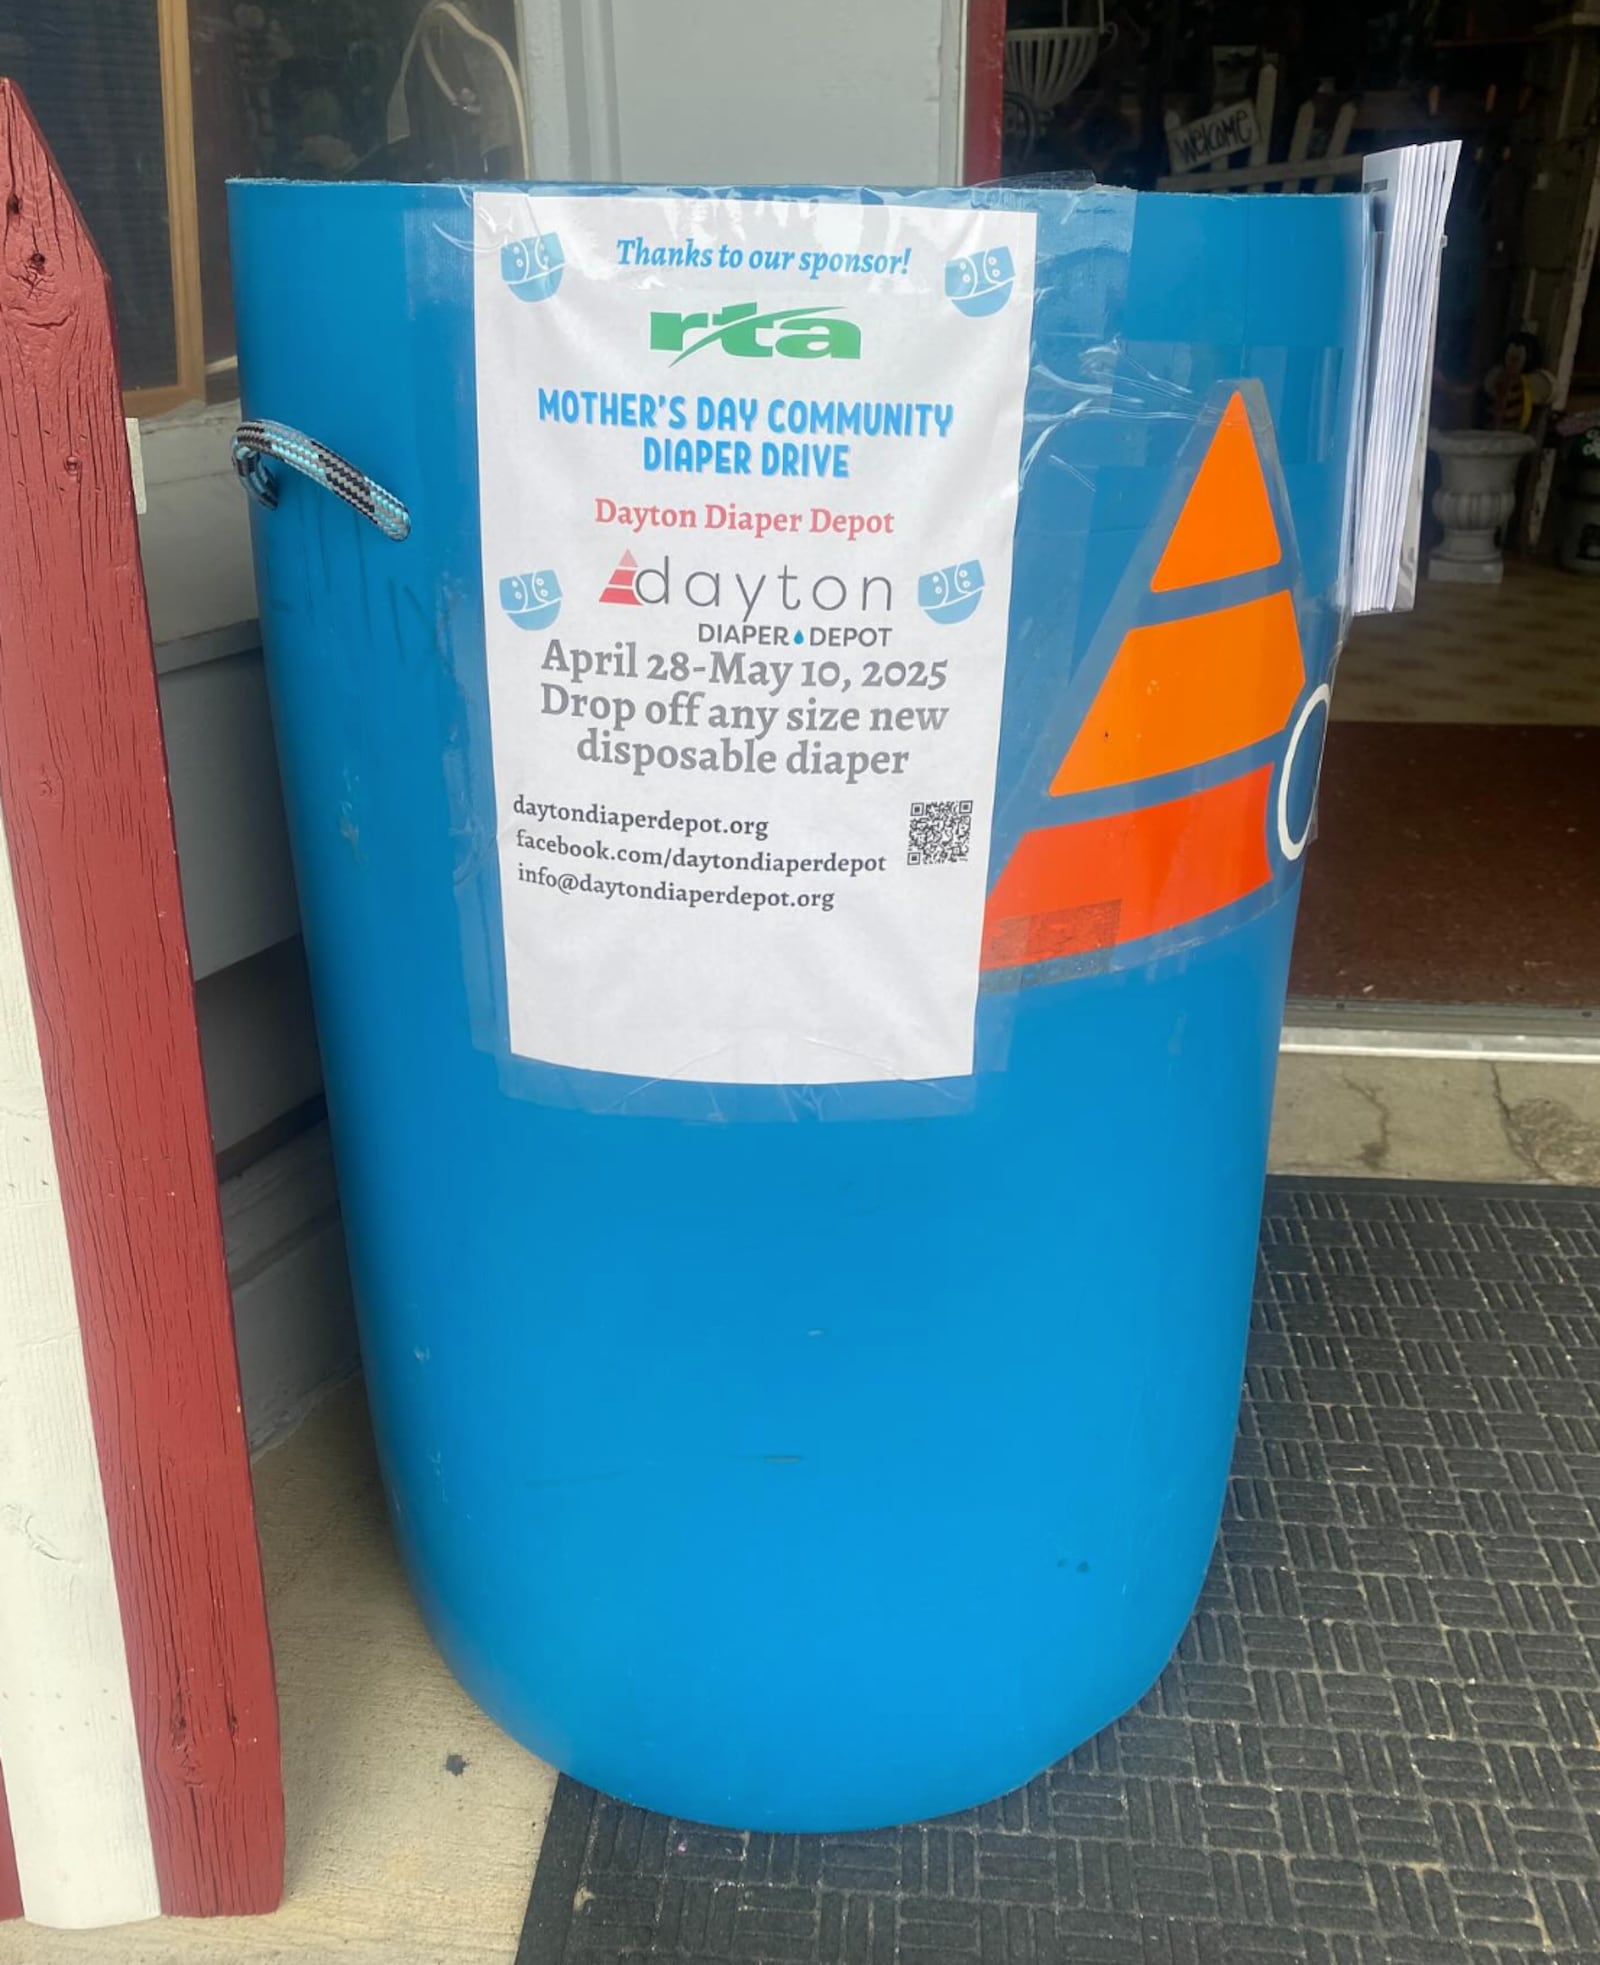 welcome
Thanks to our sponsor!
rta
MOTHER'S DAY COMMUNITY
DIAPER DRIVE
Dayton Diaper Depot
dayton
DIAPER DEPOT
April 28-May 10, 2025
Drop off any size new
disposable diaper
daytondiaperdepot.org
facebook.com/daytondiaperdepot
info@daytondiaperdepot.org